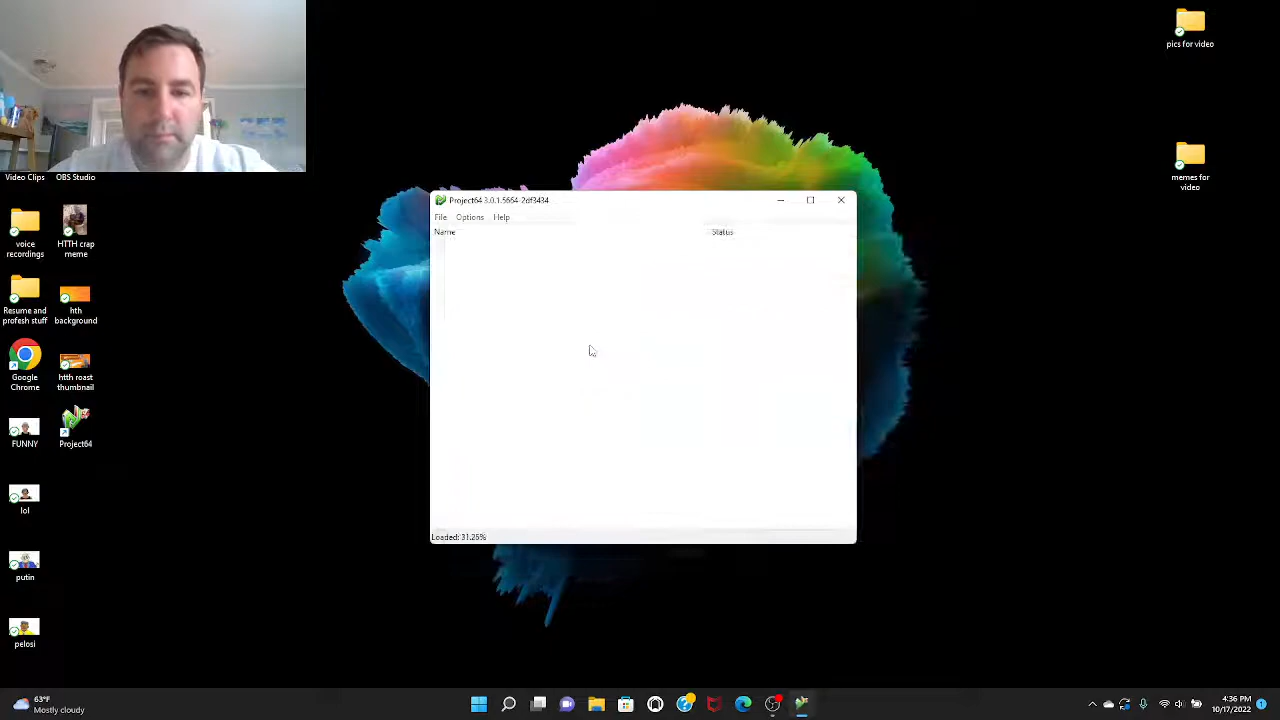 pics for video
memes for
video
Video Clips
OBS Studio
voice
recordings
HTTH crap
meme
Resume and
profesh stuff
hth
background
Google
Chrome
htth roast
thumbnail
FUNNY
Project64
lol
putin
pelosi
Project64 3.0.1.5664-2df3434
File Options Help
Name Status
Loaded: 31.25%
63°F
Mostly cloudy
4:36 PM
10/17/2022